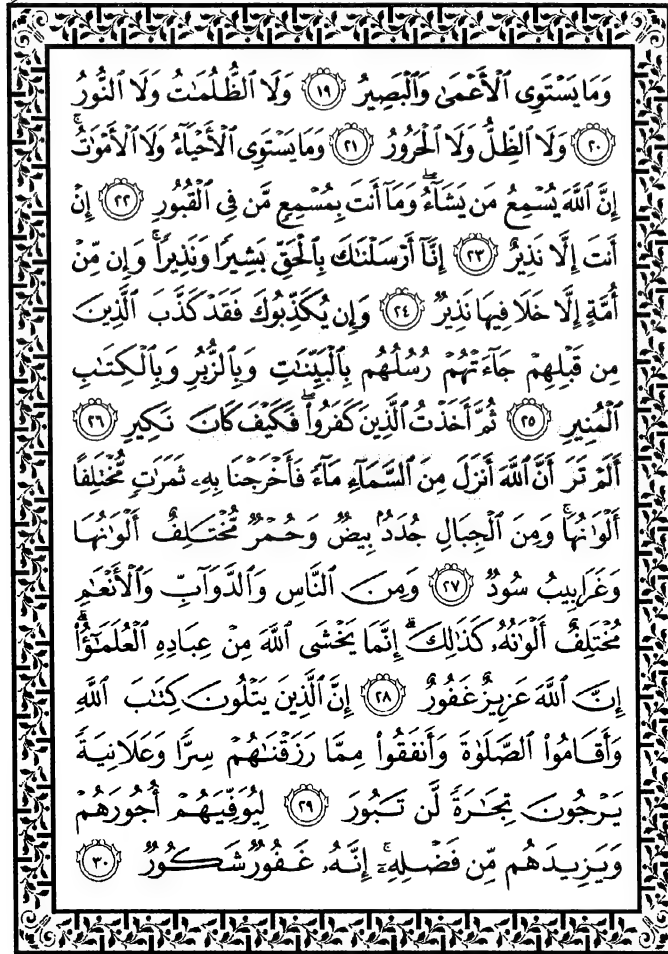 وَمَا يَسْتَوِى ٱلْأَعْمَىٰ وَٱلْبَصِيرُ ١٩ وَلَا ٱلظُّلُمَٰتُ وَلَا ٱلنُّورُ
٢٠ وَلَا ٱلظِّلُّ وَلَا ٱلْحَرُورُ ٢١ وَمَا يَسْتَوِى ٱلْأَحْيَآءُ وَلَا ٱلْأَمْوَٰتُۚ
إِنَّ ٱللَّهَ يُسْمِعُ مَن يَشَآءُۖ وَمَآ أَنتَ بِمُسْمِعٍ مَّن فِى ٱلْقُبُورِ ٢٢ إِنْ
أَنتَ إِلَّا نَذِيرٌ ٢٣ إِنَّآ أَرْسَلْنَٰكَ بِٱلْحَقِّ بَشِيرًا وَنَذِيرًاۚ وَإِن مِّنْ
أُمَّةٍ إِلَّا خَلَا فِيهَا نَذِيرٌ ٢٤ وَإِن يُكَذِّبُوكَ فَقَدْ كَذَّبَ ٱلَّذِينَ
مِن قَبْلِهِمْ جَآءَتْهُمْ رُسُلُهُم بِٱلْبَيِّنَٰتِ وَبِٱلزُّبُرِ وَبِٱلْكِتَٰبِ
ٱلْمُنِيرِ ٢٥ ثُمَّ أَخَذْتُ ٱلَّذِينَ كَفَرُوا۟ۖ فَكَيْفَ كَانَ نَكِيرِ ٢٦
أَلَمْ تَرَ أَنَّ ٱللَّهَ أَنزَلَ مِنَ ٱلسَّمَآءِ مَآءً فَأَخْرَجْنَا بِهِۦ ثَمَرَٰتٍ مُّخْتَلِفًا
أَلْوَٰنُهَاۚ وَمِنَ ٱلْجِبَالِ جُدَدٌۢ بِيضٌ وَحُمْرٌ مُّخْتَلِفٌ أَلْوَٰنُهَا
وَغَرَابِيبُ سُودٌ ٢٧ وَمِنَ ٱلنَّاسِ وَٱلدَّوَآبِّ وَٱلْأَنْعَٰمِ
مُخْتَلِفٌ أَلْوَٰنُهُۥ كَذَٰلِكَۗ إِنَّمَا يَخْشَى ٱللَّهَ مِنْ عِبَادِهِ ٱلْعُلَمَٰٓؤُا۟ۗ
إِنَّ ٱللَّهَ عَزِيزٌ غَفُورٌ ٢٨ إِنَّ ٱلَّذِينَ يَتْلُونَ كِتَٰبَ ٱللَّهِ
وَأَقَامُوا۟ ٱلصَّلَوٰةَ وَأَنفَقُوا۟ مِمَّا رَزَقْنَٰهُمْ سِرًّا وَعَلَانِيَةً
يَرْجُونَ تِجَٰرَةً لَّن تَبُورَ ٢٩ لِيُوَفِّيَهُمْ أُجُورَهُمْ
وَيَزِيدَهُم مِّن فَضْلِهِۦٓۚ إِنَّهُۥ غَفُورٌ شَكُورٌ ٣٠